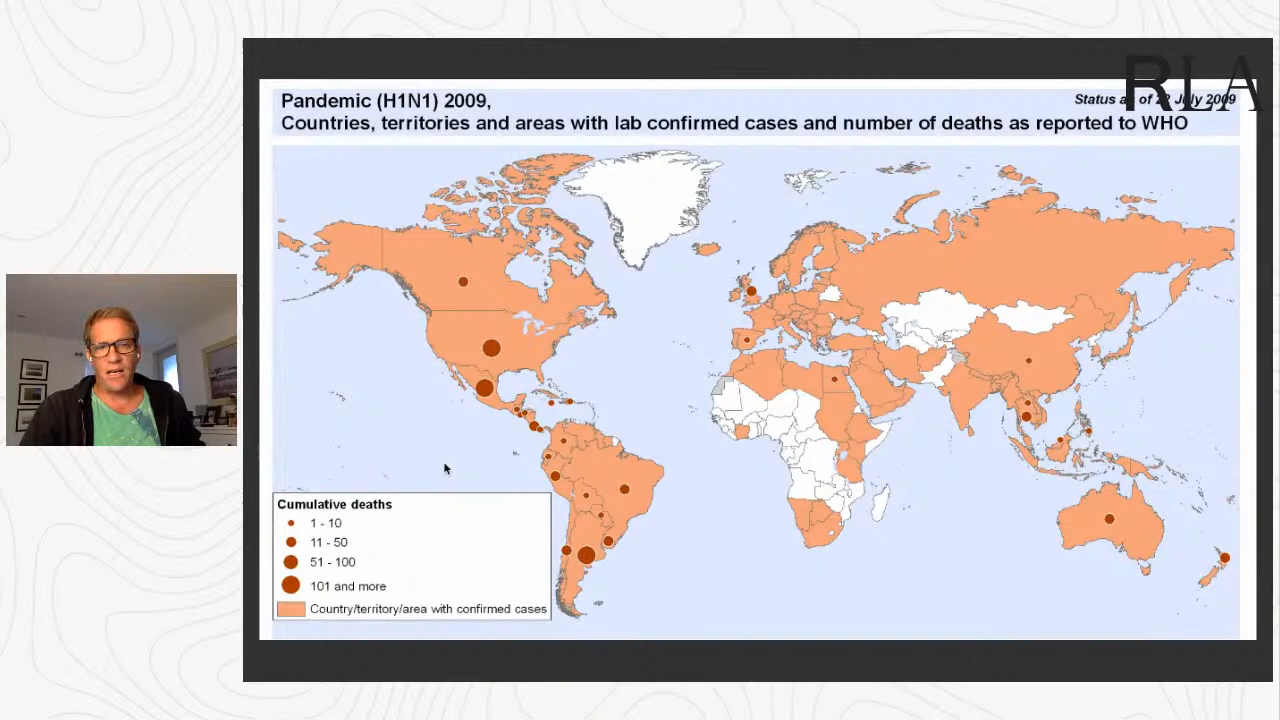 RLA
Pandemic (H1N1) 2009,
Status as of 22 July 2009
Countries, territories and areas with lab confirmed cases and number of deaths as reported to WHO
Cumulative deaths
1 - 10
11 - 50
51 - 100
101 and more
Country/territory/area with confirmed cases